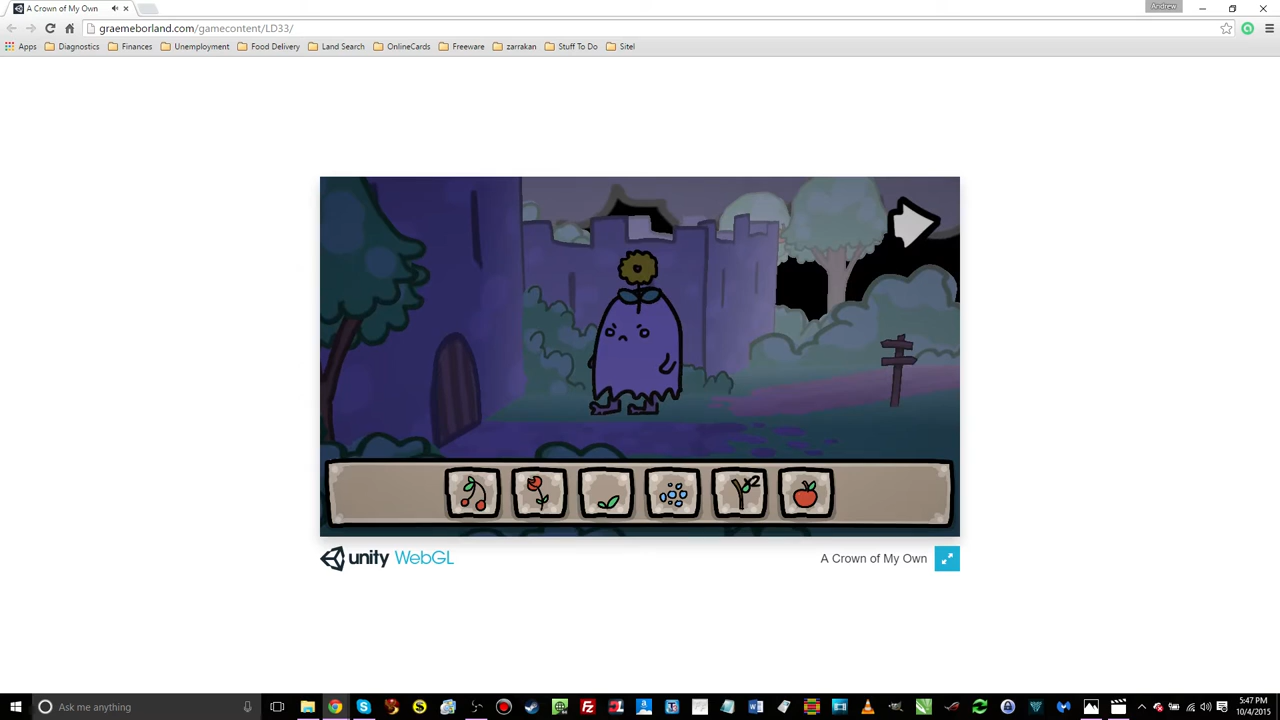 A Crown of My Own
Andrew
graemeborland.com/gamecontent/LD33/
Apps Diagnostics Finances Unemployment Food Delivery Land Search OnlineCards Freeware zarrakan Stuff To Do Sitel
unity WebGL
A Crown of My Own
Ask me anything
5:47 PM
10/4/2015